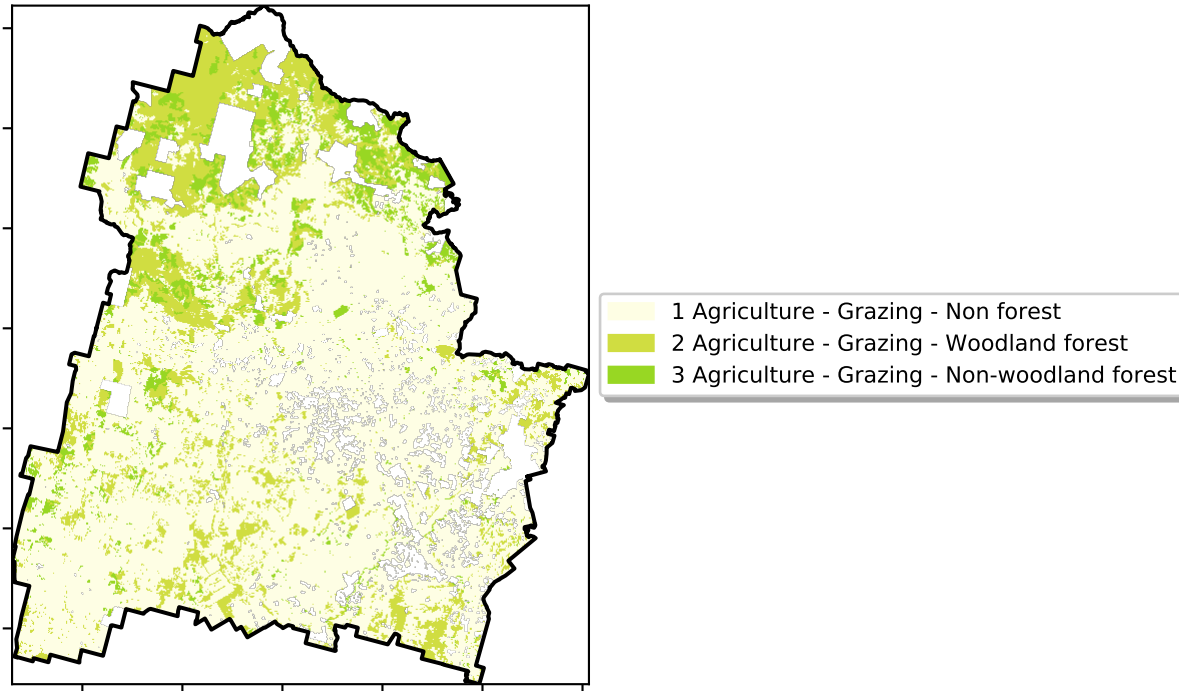 1 Agriculture - Grazing - Non forest
2 Agriculture - Grazing - Woodland forest
3 Agriculture - Grazing - Non-woodland forest